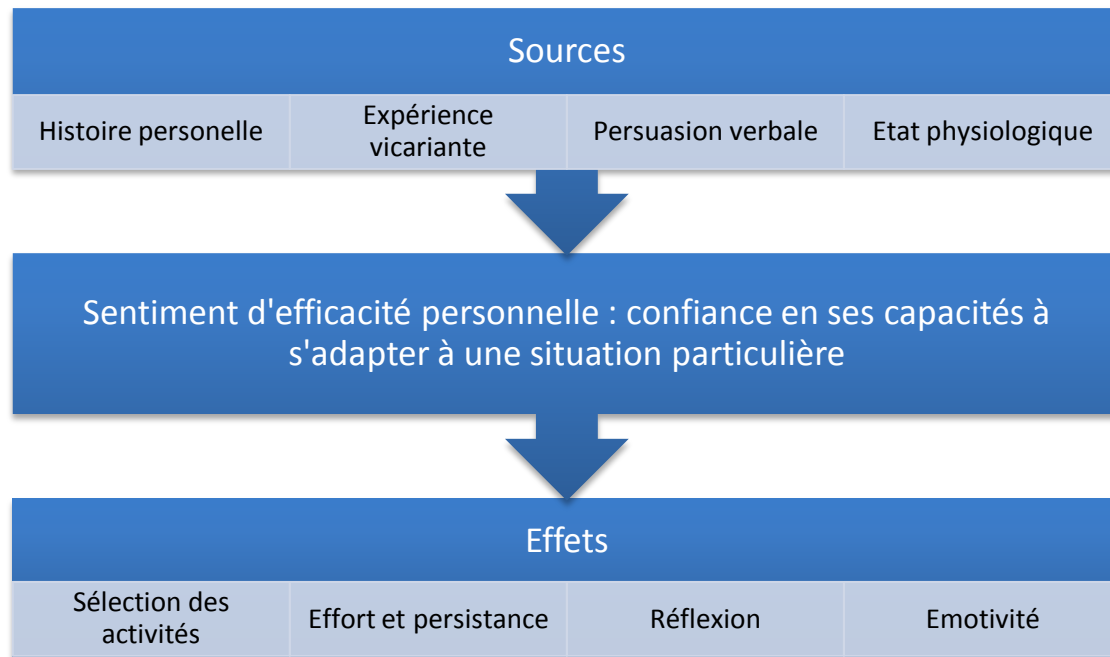 Sources
Histoire personelle
Expérience
vicariante
Persuasion verbale
Etat physiologique
Sentiment d'efficacité personnelle : confiance en ses capacités à
s'adapter à une situation particulière
Effets
Sélection des
activités
Effort et persistance
Réflexion
Emotivité